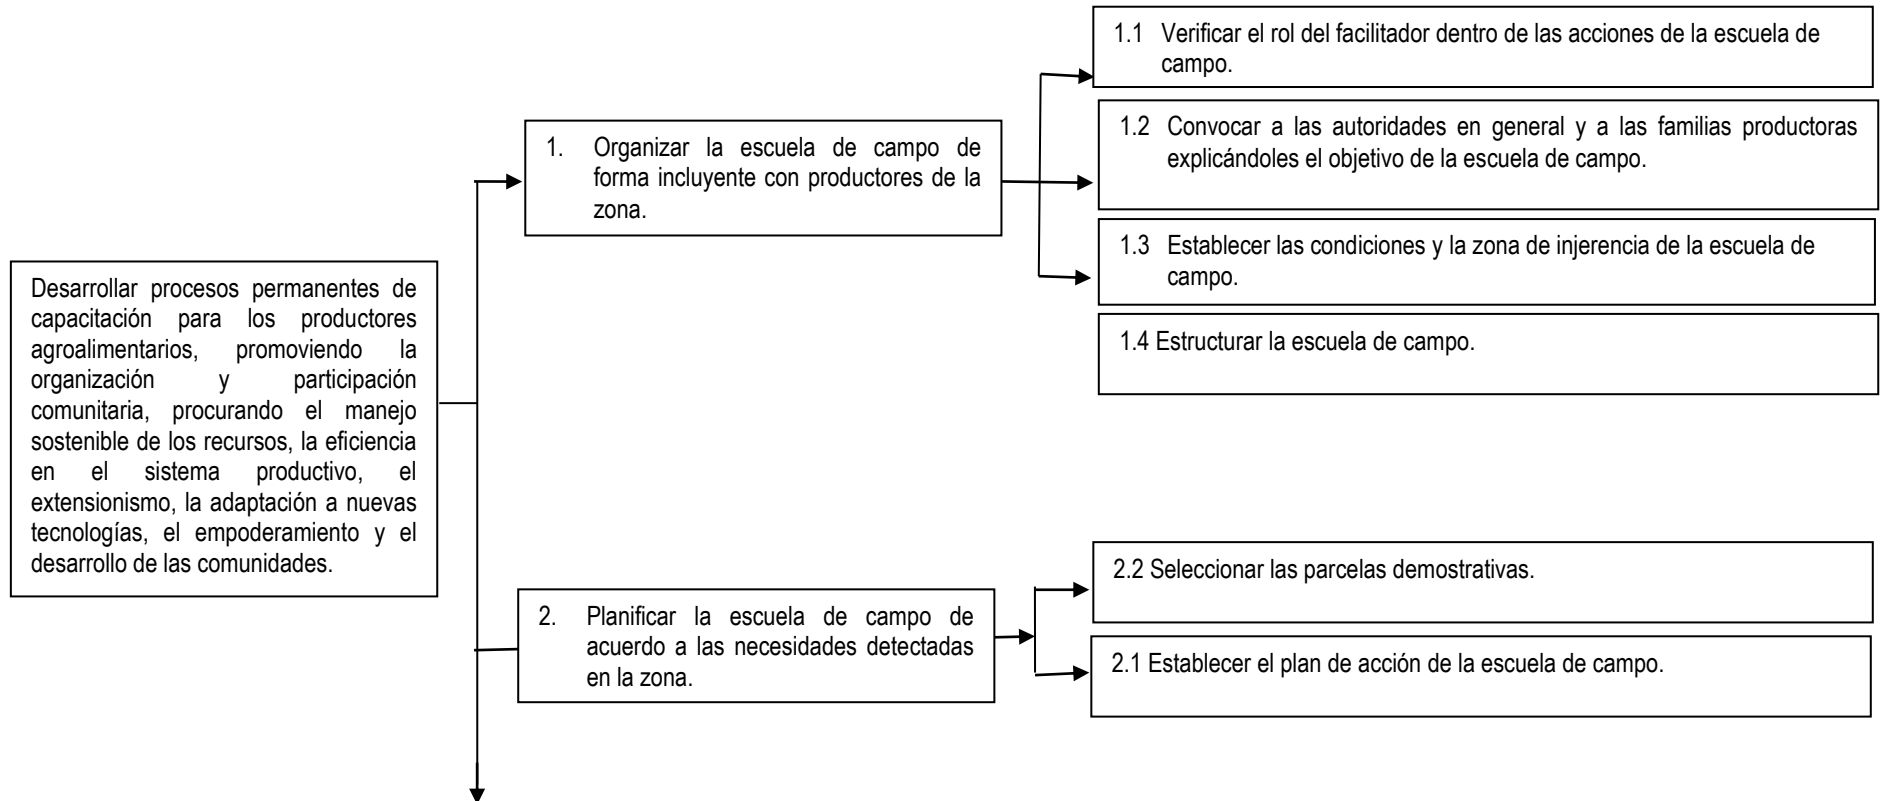 Desarrollar procesos permanentes de
capacitación para los productores
agroalimentarios, promoviendo la
organización y participación
comunitaria, procurando el manejo
sostenible de los recursos, la eficiencia
en el sistema productivo, el
extensionismo, la adaptación a nuevas
tecnologías, el empoderamiento y el
desarrollo de las comunidades.
1. Organizar la escuela de campo de
forma incluyente con productores de la
zona.
1.1 Verificar el rol del facilitador dentro de las acciones de la escuela de
campo.
1.2 Convocar a las autoridades en general y a las familias productoras
explicándoles el objetivo de la escuela de campo.
1.3 Establecer las condiciones y la zona de injerencia de la escuela de
campo.
1.4 Estructurar la escuela de campo.
2. Planificar la escuela de campo de
acuerdo a las necesidades detectadas
en la zona.
2.2 Seleccionar las parcelas demostrativas.
2.1 Establecer el plan de acción de la escuela de campo.